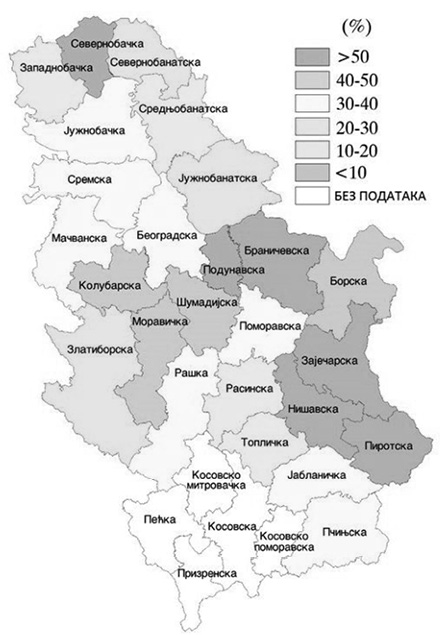 (%)
>50
40-50
30-40
20-30
10-20
<10
БЕЗ ПОДАТАКА
Севернобачка
Западнобачка
Севернобанатска
Средњобанатска
Јужнобачка
Сремска
Јужнобанатска
Мачванска
Београдска
Подунавска
Браничевска
Борска
Колубарска
Шумадијска
Моравичка
Поморавска
Златиборска
Рашка
Зајечарска
Расинска
Нишавска
Топличка
Пиротска
Косовско
митровачка
Јабланичка
Пећка
Косовска
Косовско
поморавска
Пчињска
Призренска